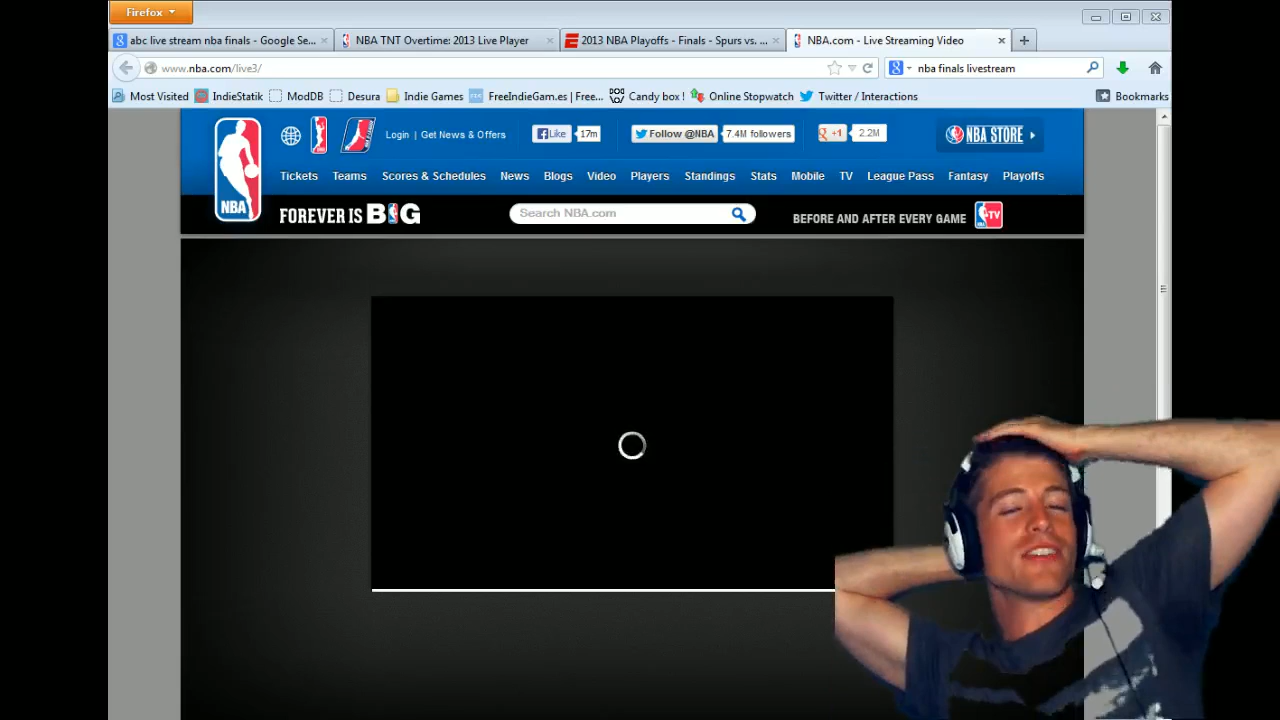 Firefox
abc live stream nba finals - Google Se...
NBA TNT Overtime: 2013 Live Player
2013 NBA Playoffs - Finals - Spurs vs. ...
NBA.com - Live Streaming Video
www.nba.com/live3/
nba finals livestream
Most Visited
IndieStatik
ModDB
Desura
Indie Games
FreeIndieGam.es | Free...
Candy box !
Online Stopwatch
Twitter / Interactions
Bookmarks
Login | Get News & Offers
Like
17m
Follow @NBA
7.4M followers
+1
2.2M
NBA STORE
NBA
Tickets
Teams
Scores & Schedules
News
Blogs
Video
Players
Standings
Stats
Mobile
TV
League Pass
Fantasy
Playoffs
FOREVER IS BIG
Search NBA.com
BEFORE AND AFTER EVERY GAME
TV